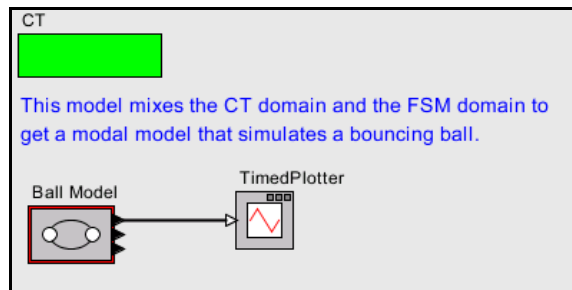 CT
This model mixes the CT domain and the FSM domain to
get a modal model that simulates a bouncing ball.
TimedPlotter
Ball Model